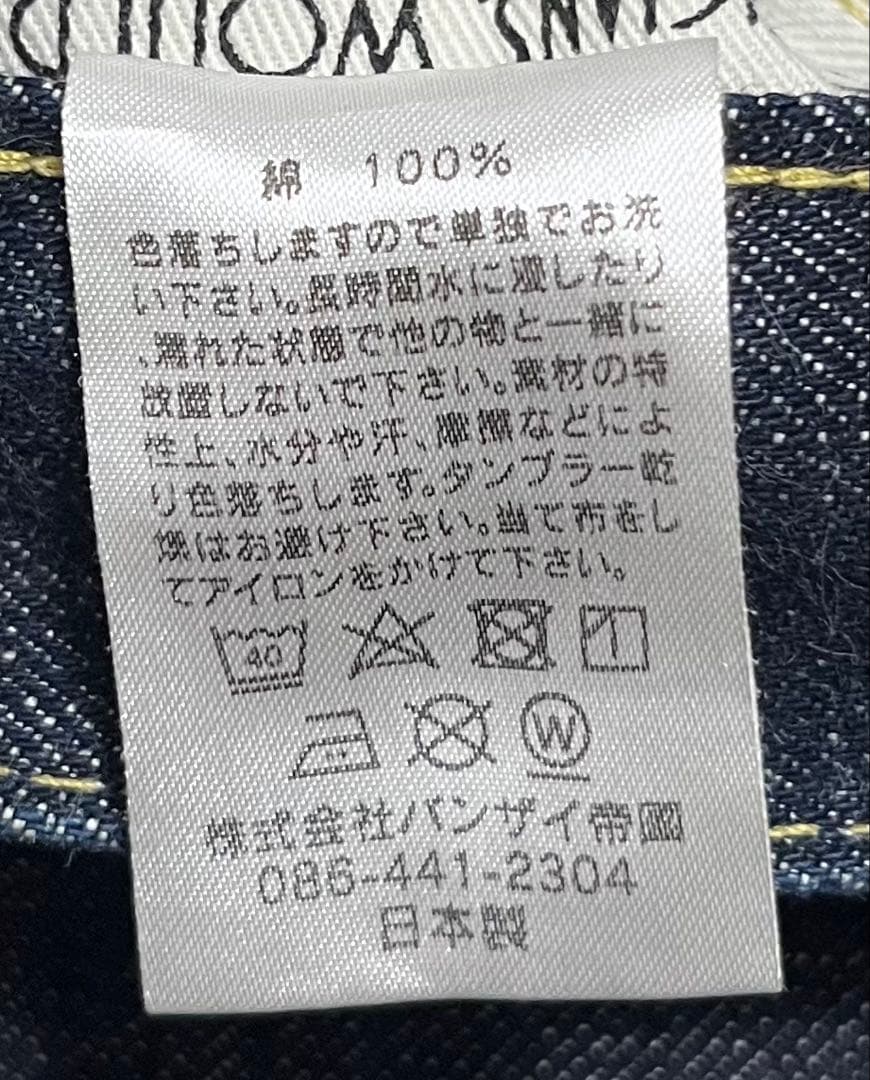 綿 100%
色落ちしますので単独でお洗
い下さい。長時間水に浸したり
、濡れた状態で他の物と一緒に
放置しないで下さい。素材の特
性上、水分や汗、摩擦などによ
り色落ちします。タンブラー乾
燥はお避け下さい。当て布をし
てアイロンをかけて下さい。
40
W
株式会社バンザイ帝國
086-441-2304
日本製